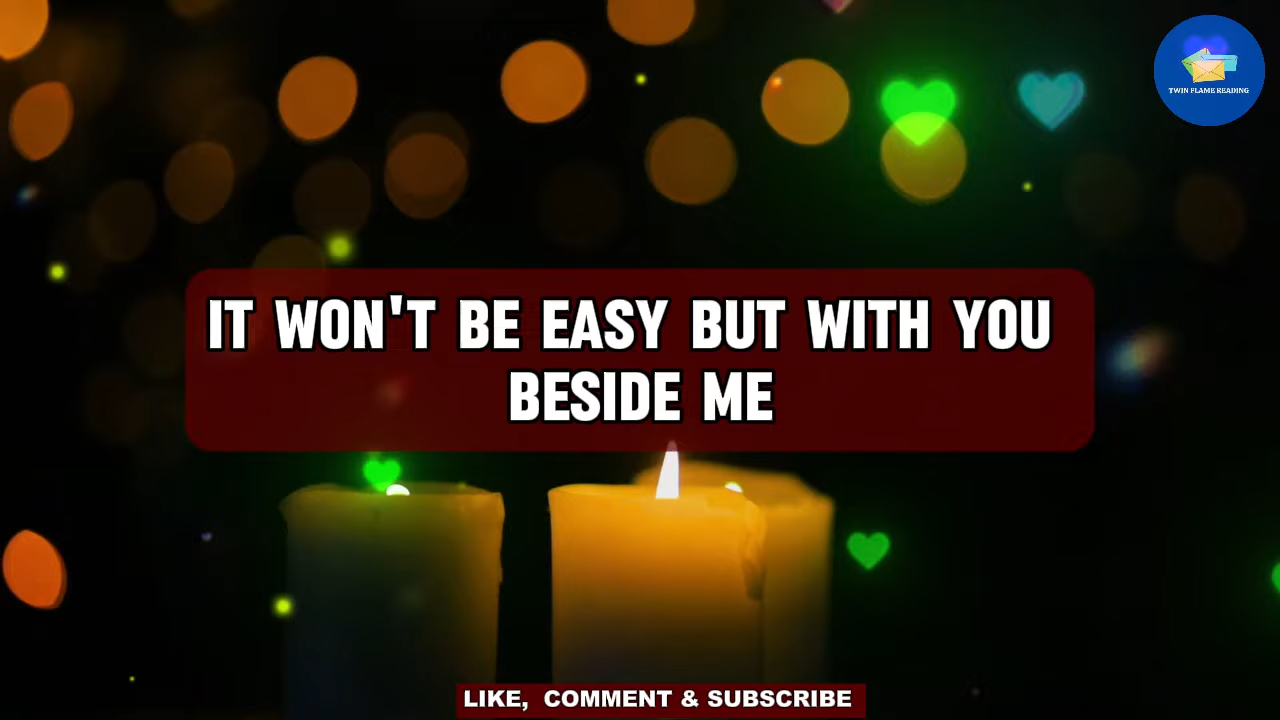 TWIN FLAME READING
IT WON'T BE EASY BUT WITH YOU
BESIDE ME
LIKE, COMMENT & SUBSCRIBE